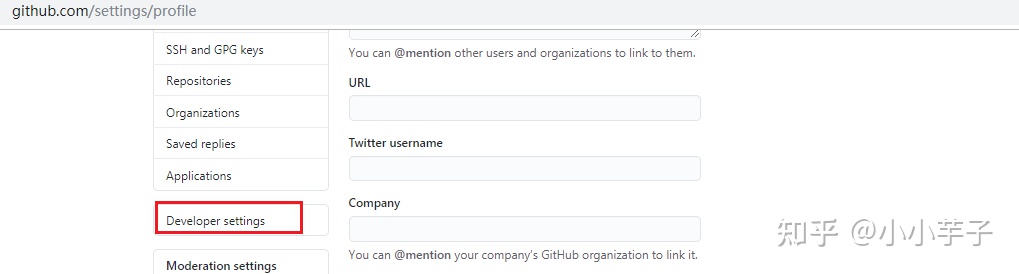 github.com/settings/profile
SSH and GPG keys
Repositories
Organizations
Saved replies
Applications
Developer settings
Moderation settings
You can @mention other users and organizations to link to them.
URL
Twitter username
Company
You can @mention your company's GitHub organization to link it.
知乎 @小小芋子